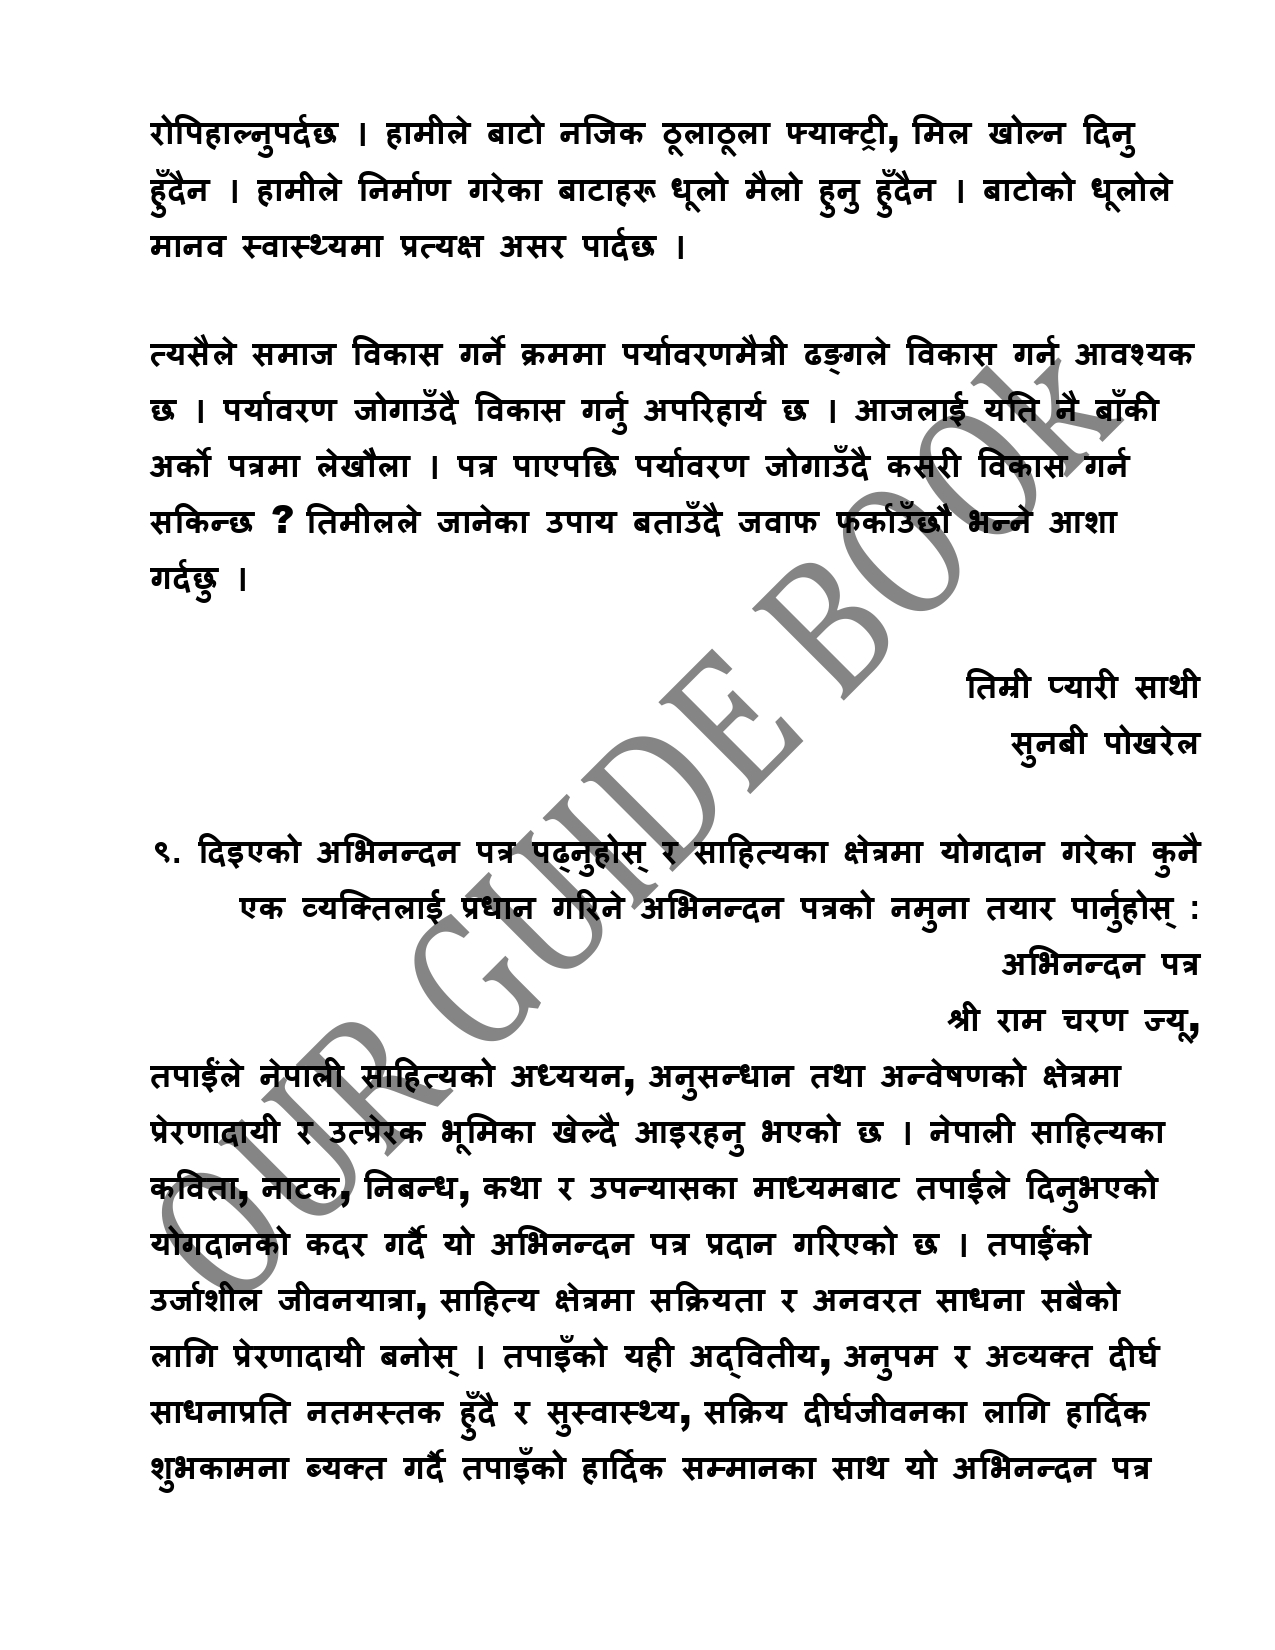 रोपिहाल्नुपर्दछ । हामीले बाटो नजिक ठूलाठूला फ्याक्ट्री, मिल खोल्न दिनु
हुँदैन । हामीले निर्माण गरेका बाटाहरू धूलो मैलो हुनु हुँदैन । बाटोको धूलोले
मानव स्वास्थ्यमा प्रत्यक्ष असर पार्दछ ।
त्यसैले समाज विकास गर्ने क्रममा पर्यावरणमैत्री ढङ्गले विकास गर्न आवश्यक
छ । पर्यावरण जोगाउँदै विकास गर्नु अपरिहार्य छ । आजलाई यति नै बाँकी
अर्को पत्रमा लेखौला । पत्र पाएपछि पर्यावरण जोगाउँदै कसरी विकास गर्न
सकिन्छ ? तिमीलले जानेका उपाय बताउँदै जवाफ फर्काउँछौ भन्ने आशा
गर्दछु ।
तिम्री प्यारी साथी
सुनबी पोखरेल
९. दिइएको अभिनन्दन पत्र पढ्नुहोस् र साहित्यका क्षेत्रमा योगदान गरेका कुनै
एक व्यक्तिलाई प्रधान गरिने अभिनन्दन पत्रको नमुना तयार पार्नुहोस् :
अभिनन्दन पत्र
श्री राम चरण ज्यू,
तपाईंले नेपाली साहित्यको अध्ययन, अनुसन्धान तथा अन्वेषणको क्षेत्रमा
प्रेरणादायी र उत्प्रेरक भूमिका खेल्दै आइरहनु भएको छ । नेपाली साहित्यका
कविता, नाटक, निबन्ध, कथा र उपन्यासका माध्यमबाट तपाईले दिनुभएको
योगदानको कदर गर्दै यो अभिनन्दन पत्र प्रदान गरिएको छ । तपाईंको
उर्जाशील जीवनयात्रा, साहित्य क्षेत्रमा सक्रियता र अनवरत साधना सबैको
लागि प्रेरणादायी बनोस् । तपाइँको यही अद्वितीय, अनुपम र अव्यक्त दीर्घ
साधनाप्रति नतमस्तक हुँदै र सुस्वास्थ्य, सक्रिय दीर्घजीवनका लागि हार्दिक
शुभकामना ब्यक्त गर्दै तपाइँको हार्दिक सम्मानका साथ यो अभिनन्दन पत्र
OUR GUIDE BOOk